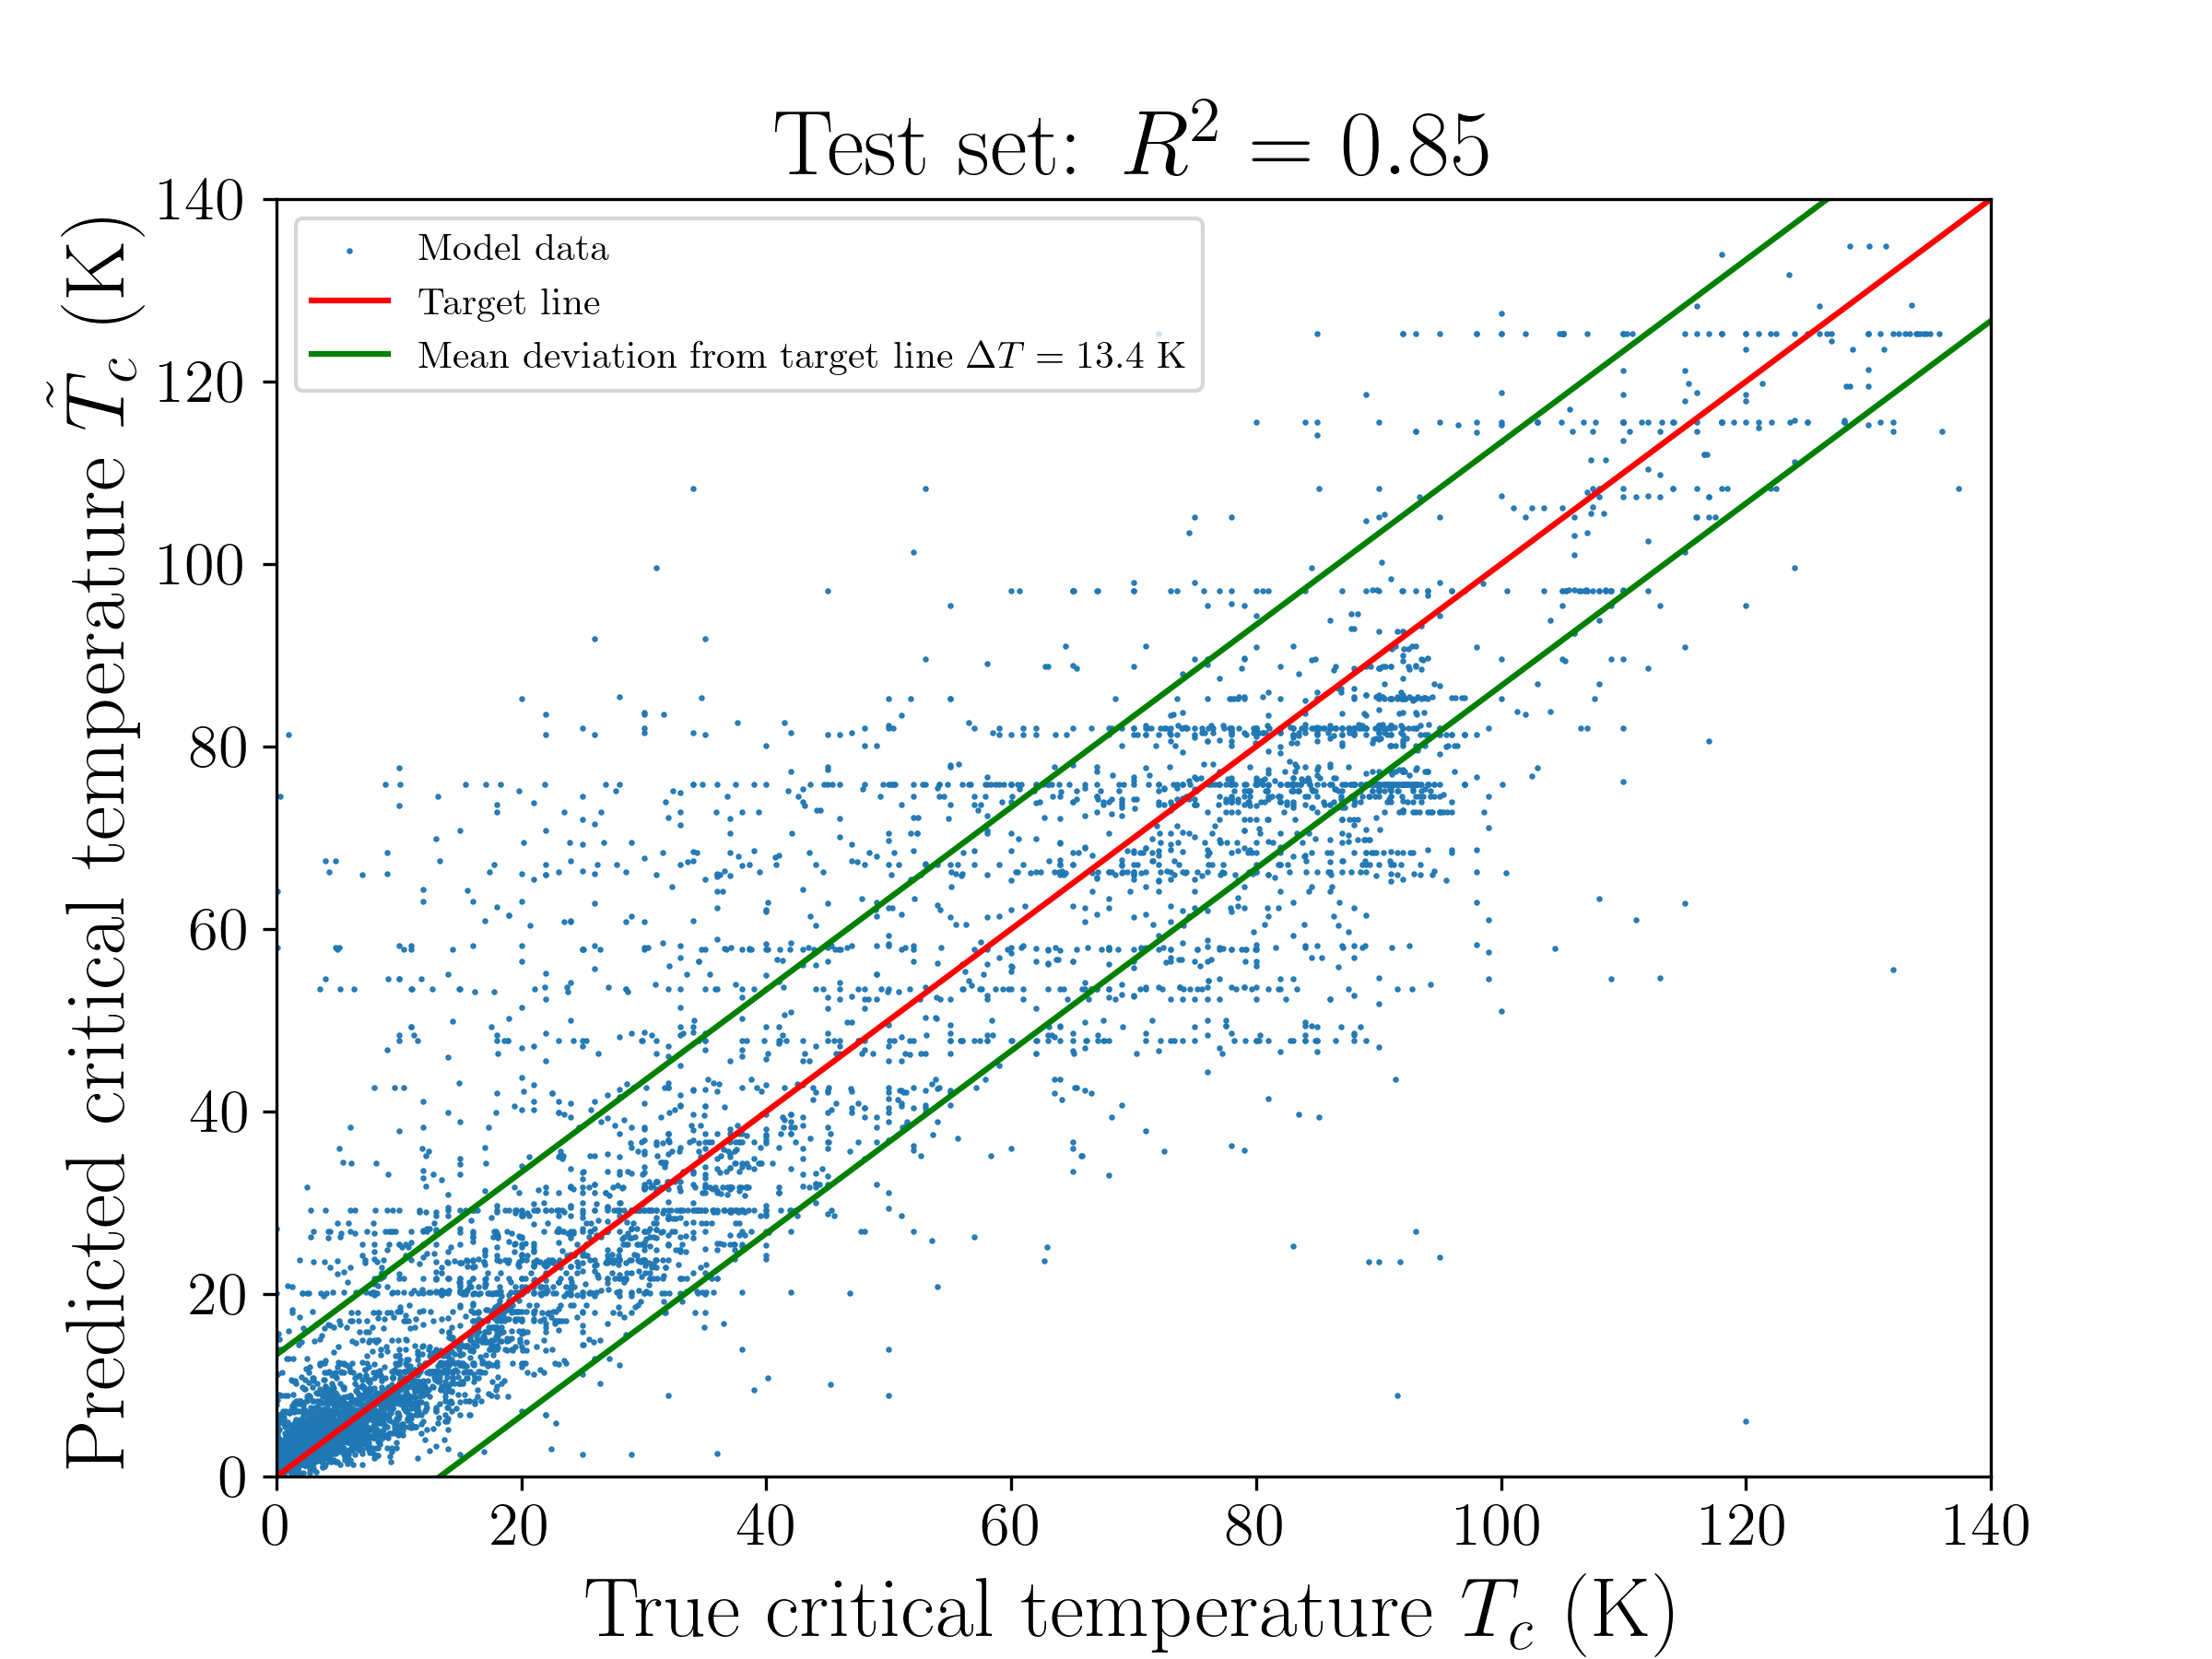 Test set: R² = 0.85
Model data
Target line
Mean deviation from target line ΔT = 13.4 K
Predicted critical temperature T̃c (K)
140
120
100
80
60
40
20
0
0 20 40 60 80 100 120 140
True critical temperature Tc (K)